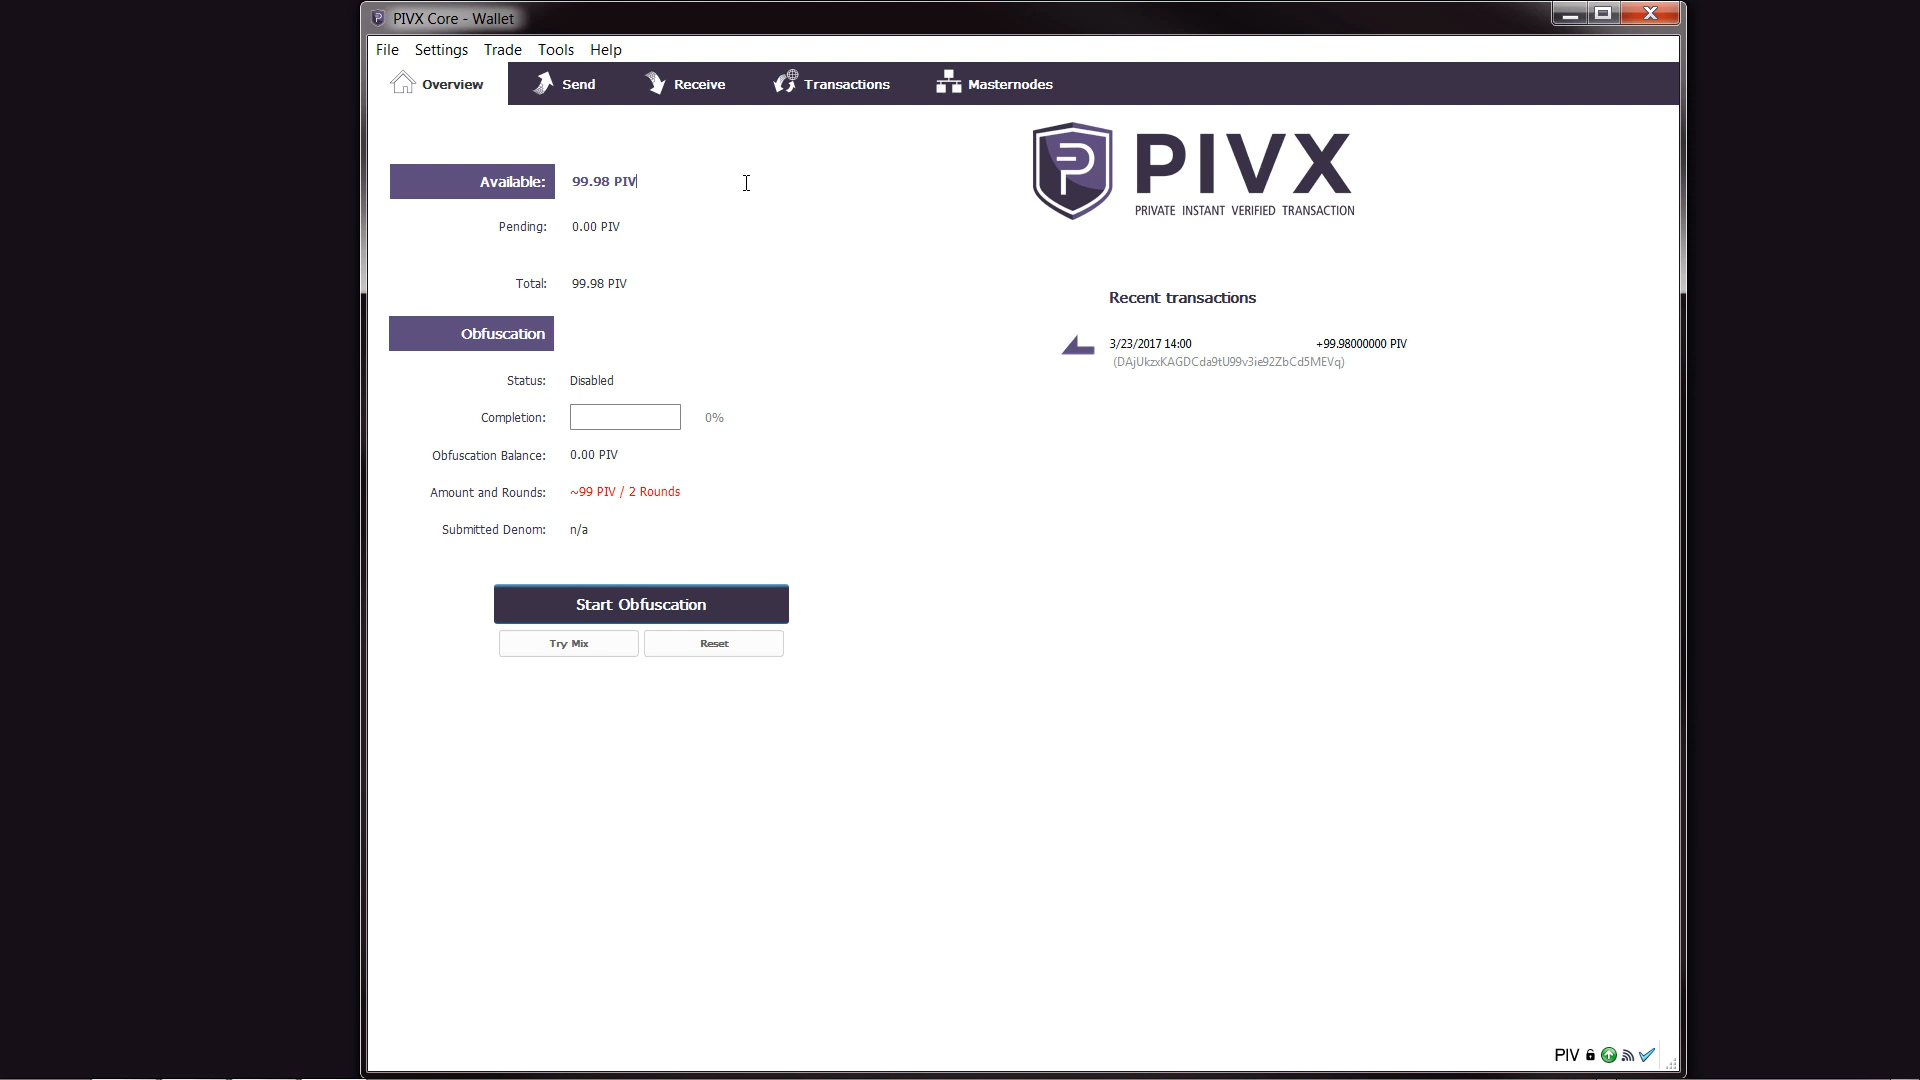 PIVX Core - Wallet
File Settings Trade Tools Help
Overview Send Receive Transactions Masternodes
PIVX
PRIVATE INSTANT VERIFIED TRANSACTION
Available: 99.98 PIV
Pending: 0.00 PIV
Total: 99.98 PIV
Obfuscation
Status: Disabled
Completion: 0%
Obfuscation Balance: 0.00 PIV
Amount and Rounds: ~99 PIV / 2 Rounds
Submitted Denom: n/a
Start Obfuscation
Try Mix Reset
Recent transactions
3/23/2017 14:00 +99.98000000 PIV
(DAjUkzxKAGDCda9tU99v3ie92ZbCd5MEVq)
PIV